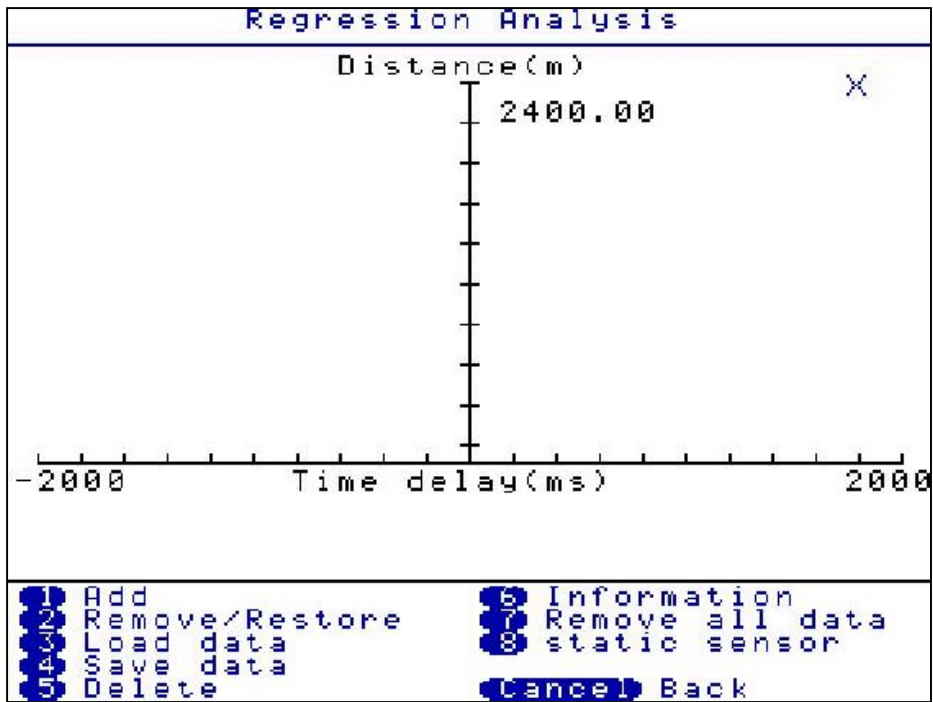 Regression Analysis
Distance(m)
2400.00
-2000 Time delay(ms) 2000
1 Add
2 Remove/Restore
3 Load data
4 Save data
5 Delete
6 Information
7 Remove all data
8 static sensor
Cancel Back